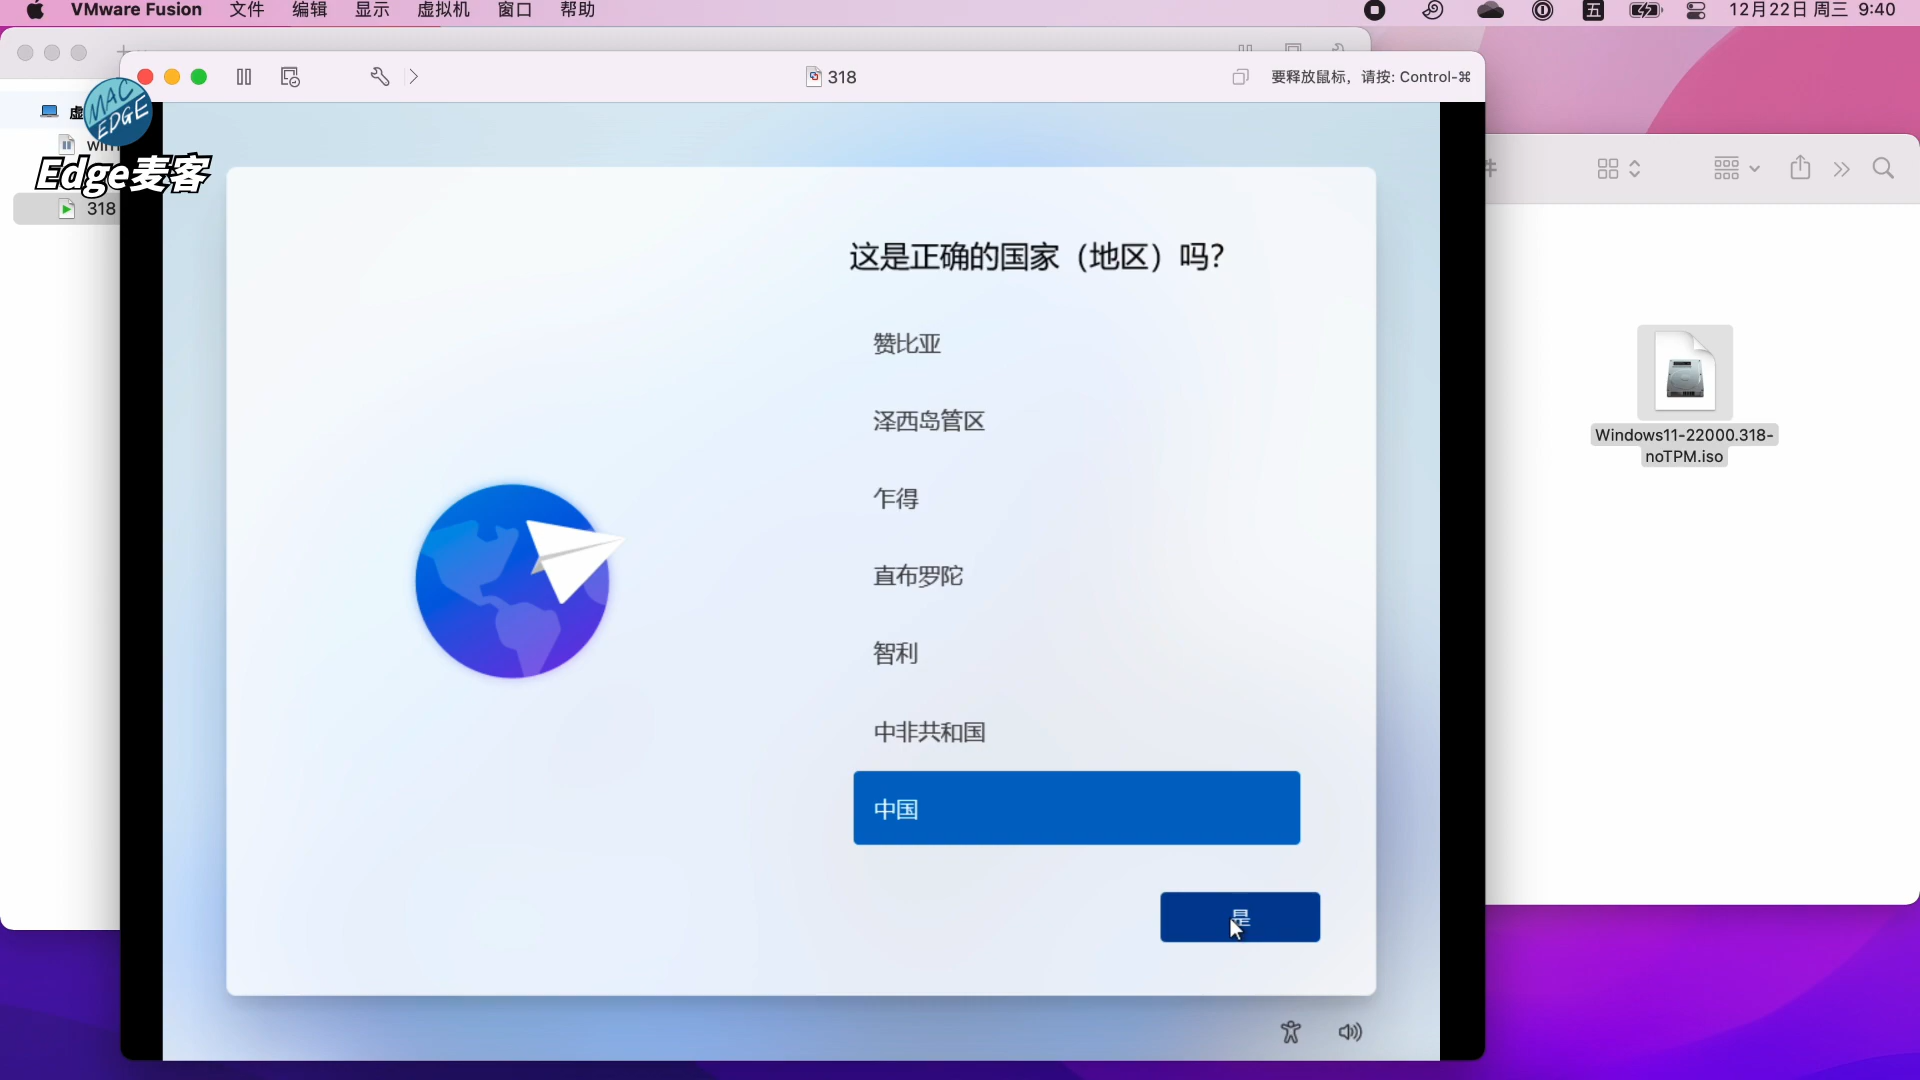 VMware Fusion 文件 编辑 显示 虚拟机 窗口 帮助
五 12月22日 周三 9:40
318
要释放鼠标，请按: Control-⌘
MAC EDGE
虚
Edge麦客
318
这是正确的国家（地区）吗？
赞比亚
泽西岛管区
乍得
直布罗陀
智利
中非共和国
中国
是
Windows11-22000.318-
noTPM.iso